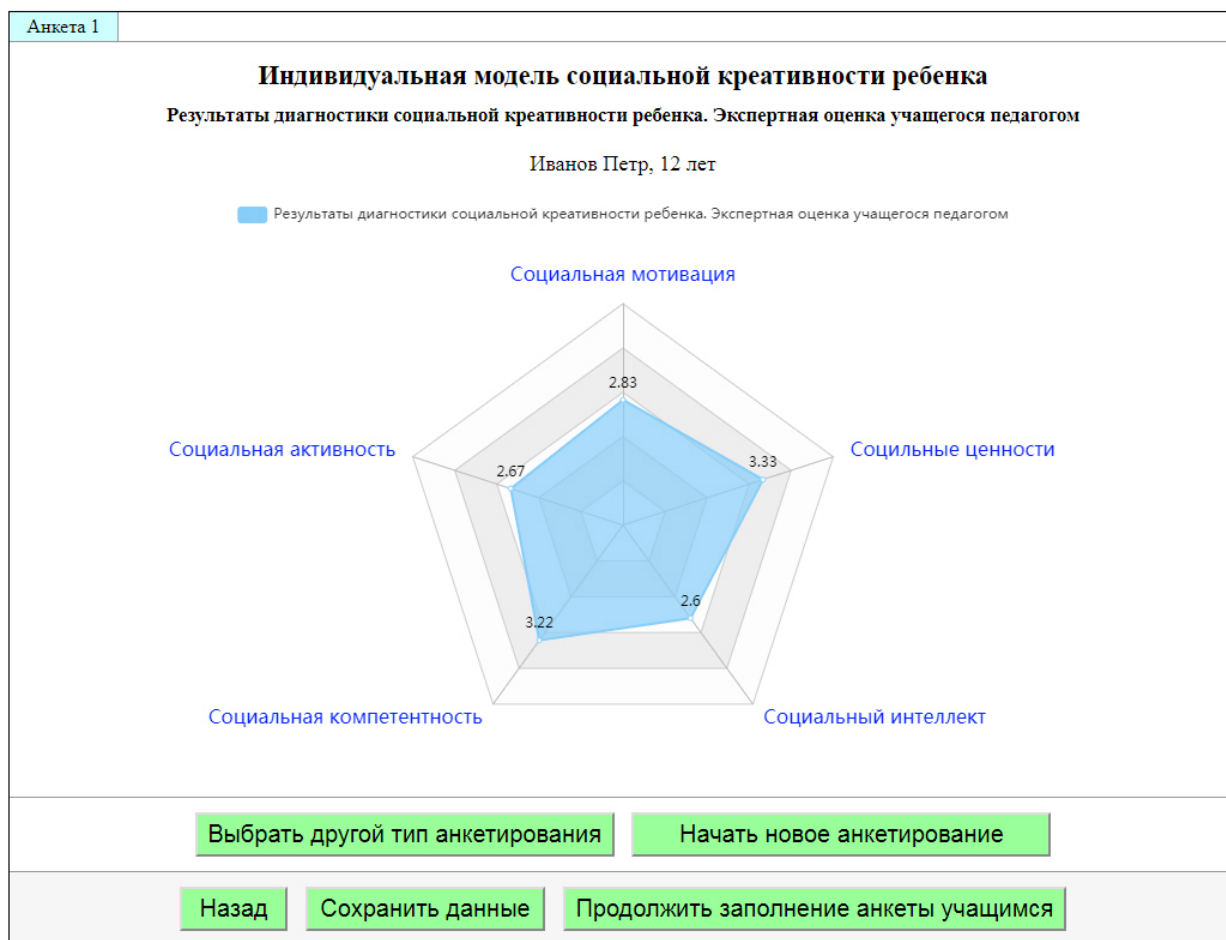 Анкета 1
Индивидуальная модель социальной креативности ребенка
Результаты диагностики социальной креативности ребенка. Экспертная оценка учащегося педагогом
Иванов Петр, 12 лет
Результаты диагностики социальной креативности ребенка. Экспертная оценка учащегося педагогом
Социальная мотивация
2.83
Социальная активность
Социльные ценности
3.33
2.67
2.6
3.22
Социальная компетентность
Социальный интеллект
Выбрать другой тип анкетирования
Начать новое анкетирование
Назад
Сохранить данные
Продолжить заполнение анкеты учащимся